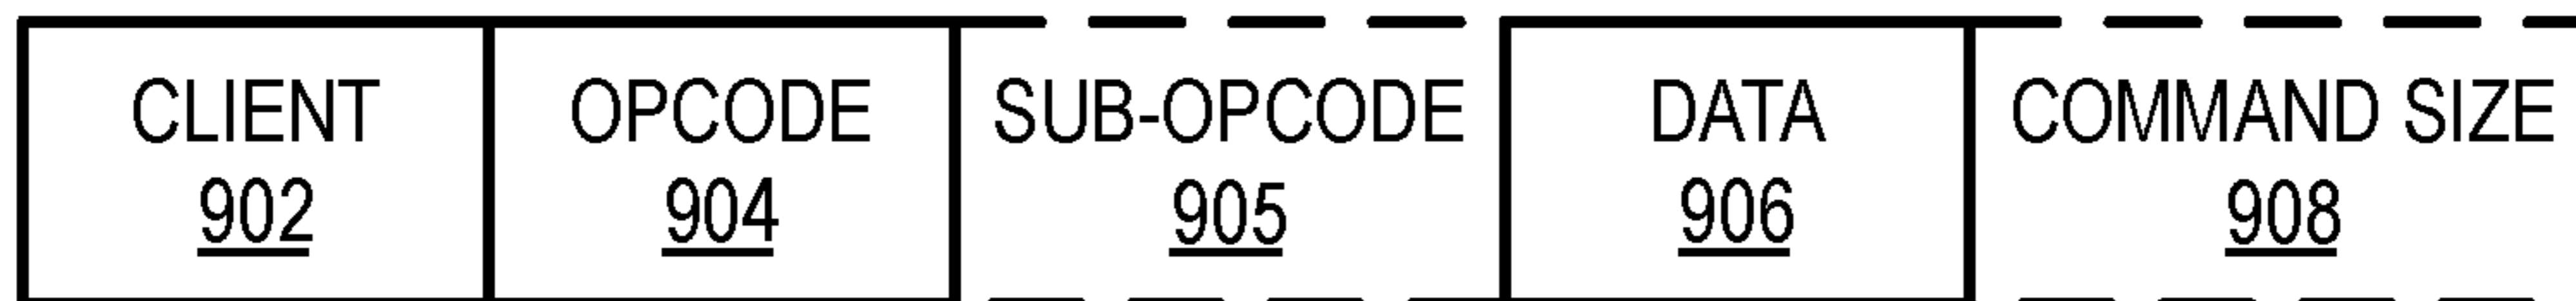 CLIENT OPCODE SUB-OPCODE DATA COMMAND SIZE
902 904 905 906 908